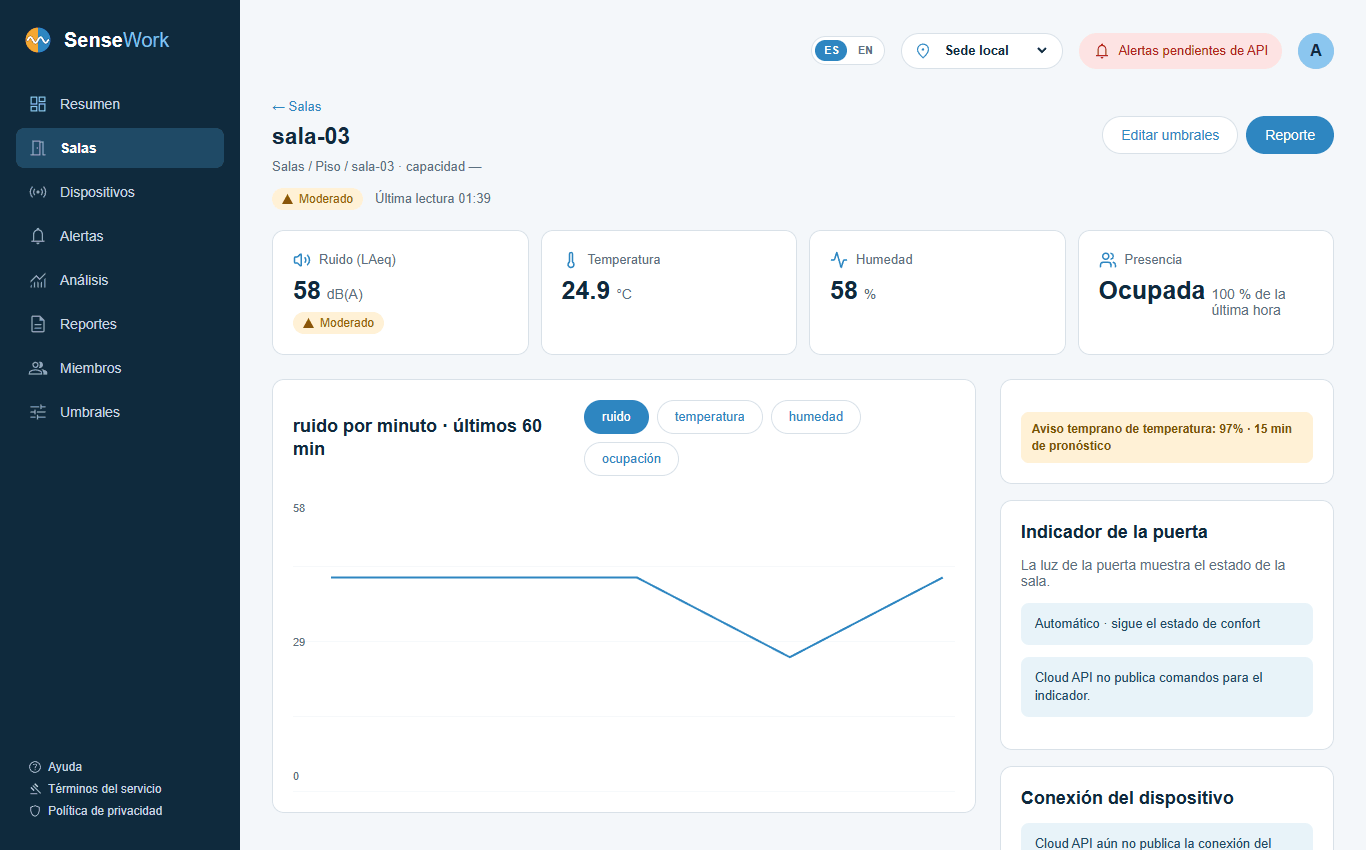 SenseWork
Resumen
Salas
Dispositivos
Alertas
Análisis
Reportes
Miembros
Umbrales
Ayuda
Términos del servicio
Política de privacidad
ES EN
Sede local
Alertas pendientes de API
A
← Salas
sala-03
Salas / Piso / sala-03 · capacidad —
Moderado
Última lectura 01:39
Editar umbrales
Reporte
Ruido (LAeq)
58 dB(A)
Moderado
Temperatura
24.9 °C
Humedad
58 %
Presencia
Ocupada 100 % de la
última hora
ruido por minuto · últimos 60
min
ruido
temperatura
humedad
ocupación
58
29
0
Aviso temprano de temperatura: 97% · 15 min
de pronóstico
Indicador de la puerta
La luz de la puerta muestra el estado de la
sala.
Automático · sigue el estado de confort
Cloud API no publica comandos para el
indicador.
Conexión del dispositivo
Cloud API aún no publica la conexión del